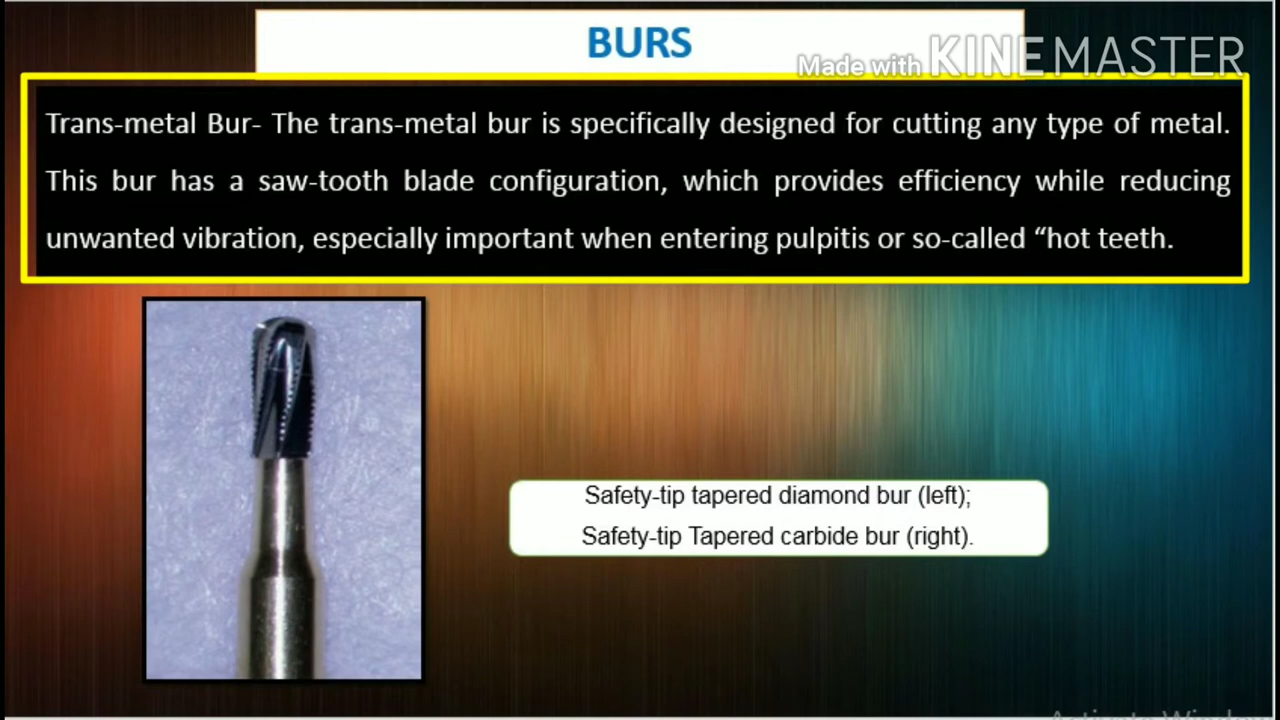 BURS
Made with KINEMASTER
Trans-metal Bur- The trans-metal bur is specifically designed for cutting any type of metal.
This bur has a saw-tooth blade configuration, which provides efficiency while reducing
unwanted vibration, especially important when entering pulpitis or so-called “hot teeth.
Safety-tip tapered diamond bur (left);
Safety-tip Tapered carbide bur (right).